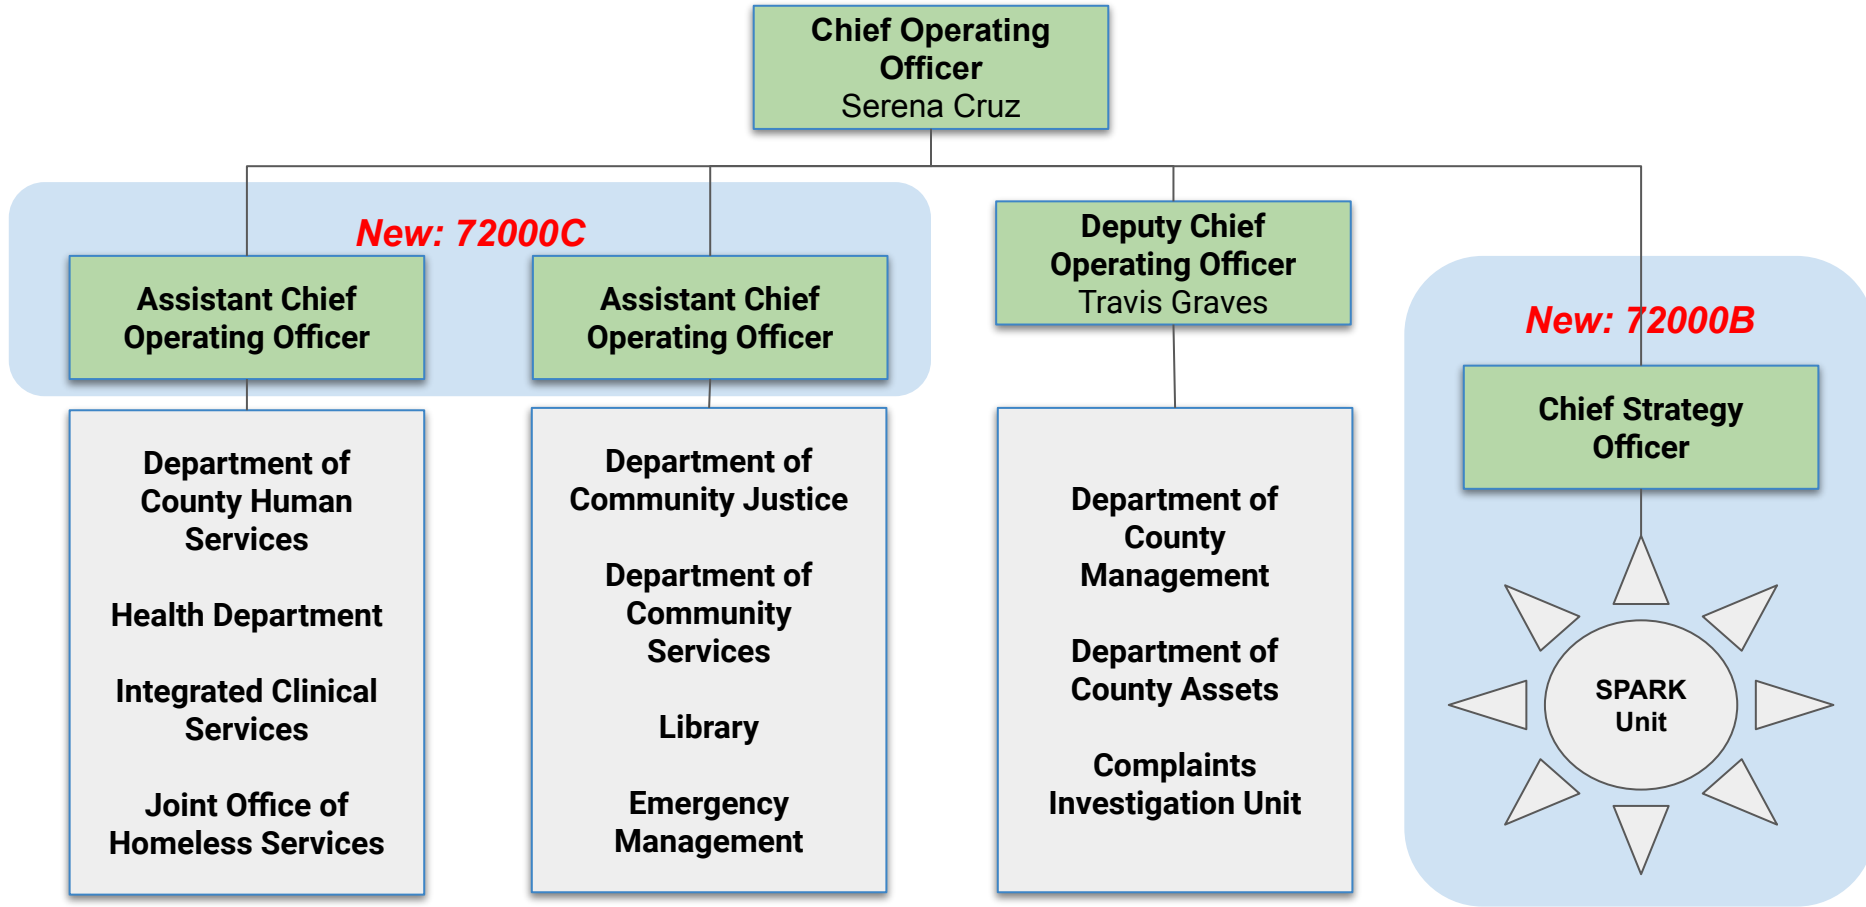 Chief Operating
Officer
Serena Cruz
New: 72000C
Assistant Chief
Operating Officer
Assistant Chief
Operating Officer
Deputy Chief
Operating Officer
Travis Graves
New: 72000B
Chief Strategy
Officer
Department of
County Human
Services
Health Department
Integrated Clinical
Services
Joint Office of
Homeless Services
Department of
Community Justice
Department of
Community
Services
Library
Emergency
Management
Department of
County
Management
Department of
County Assets
Complaints
Investigation Unit
SPARK
Unit